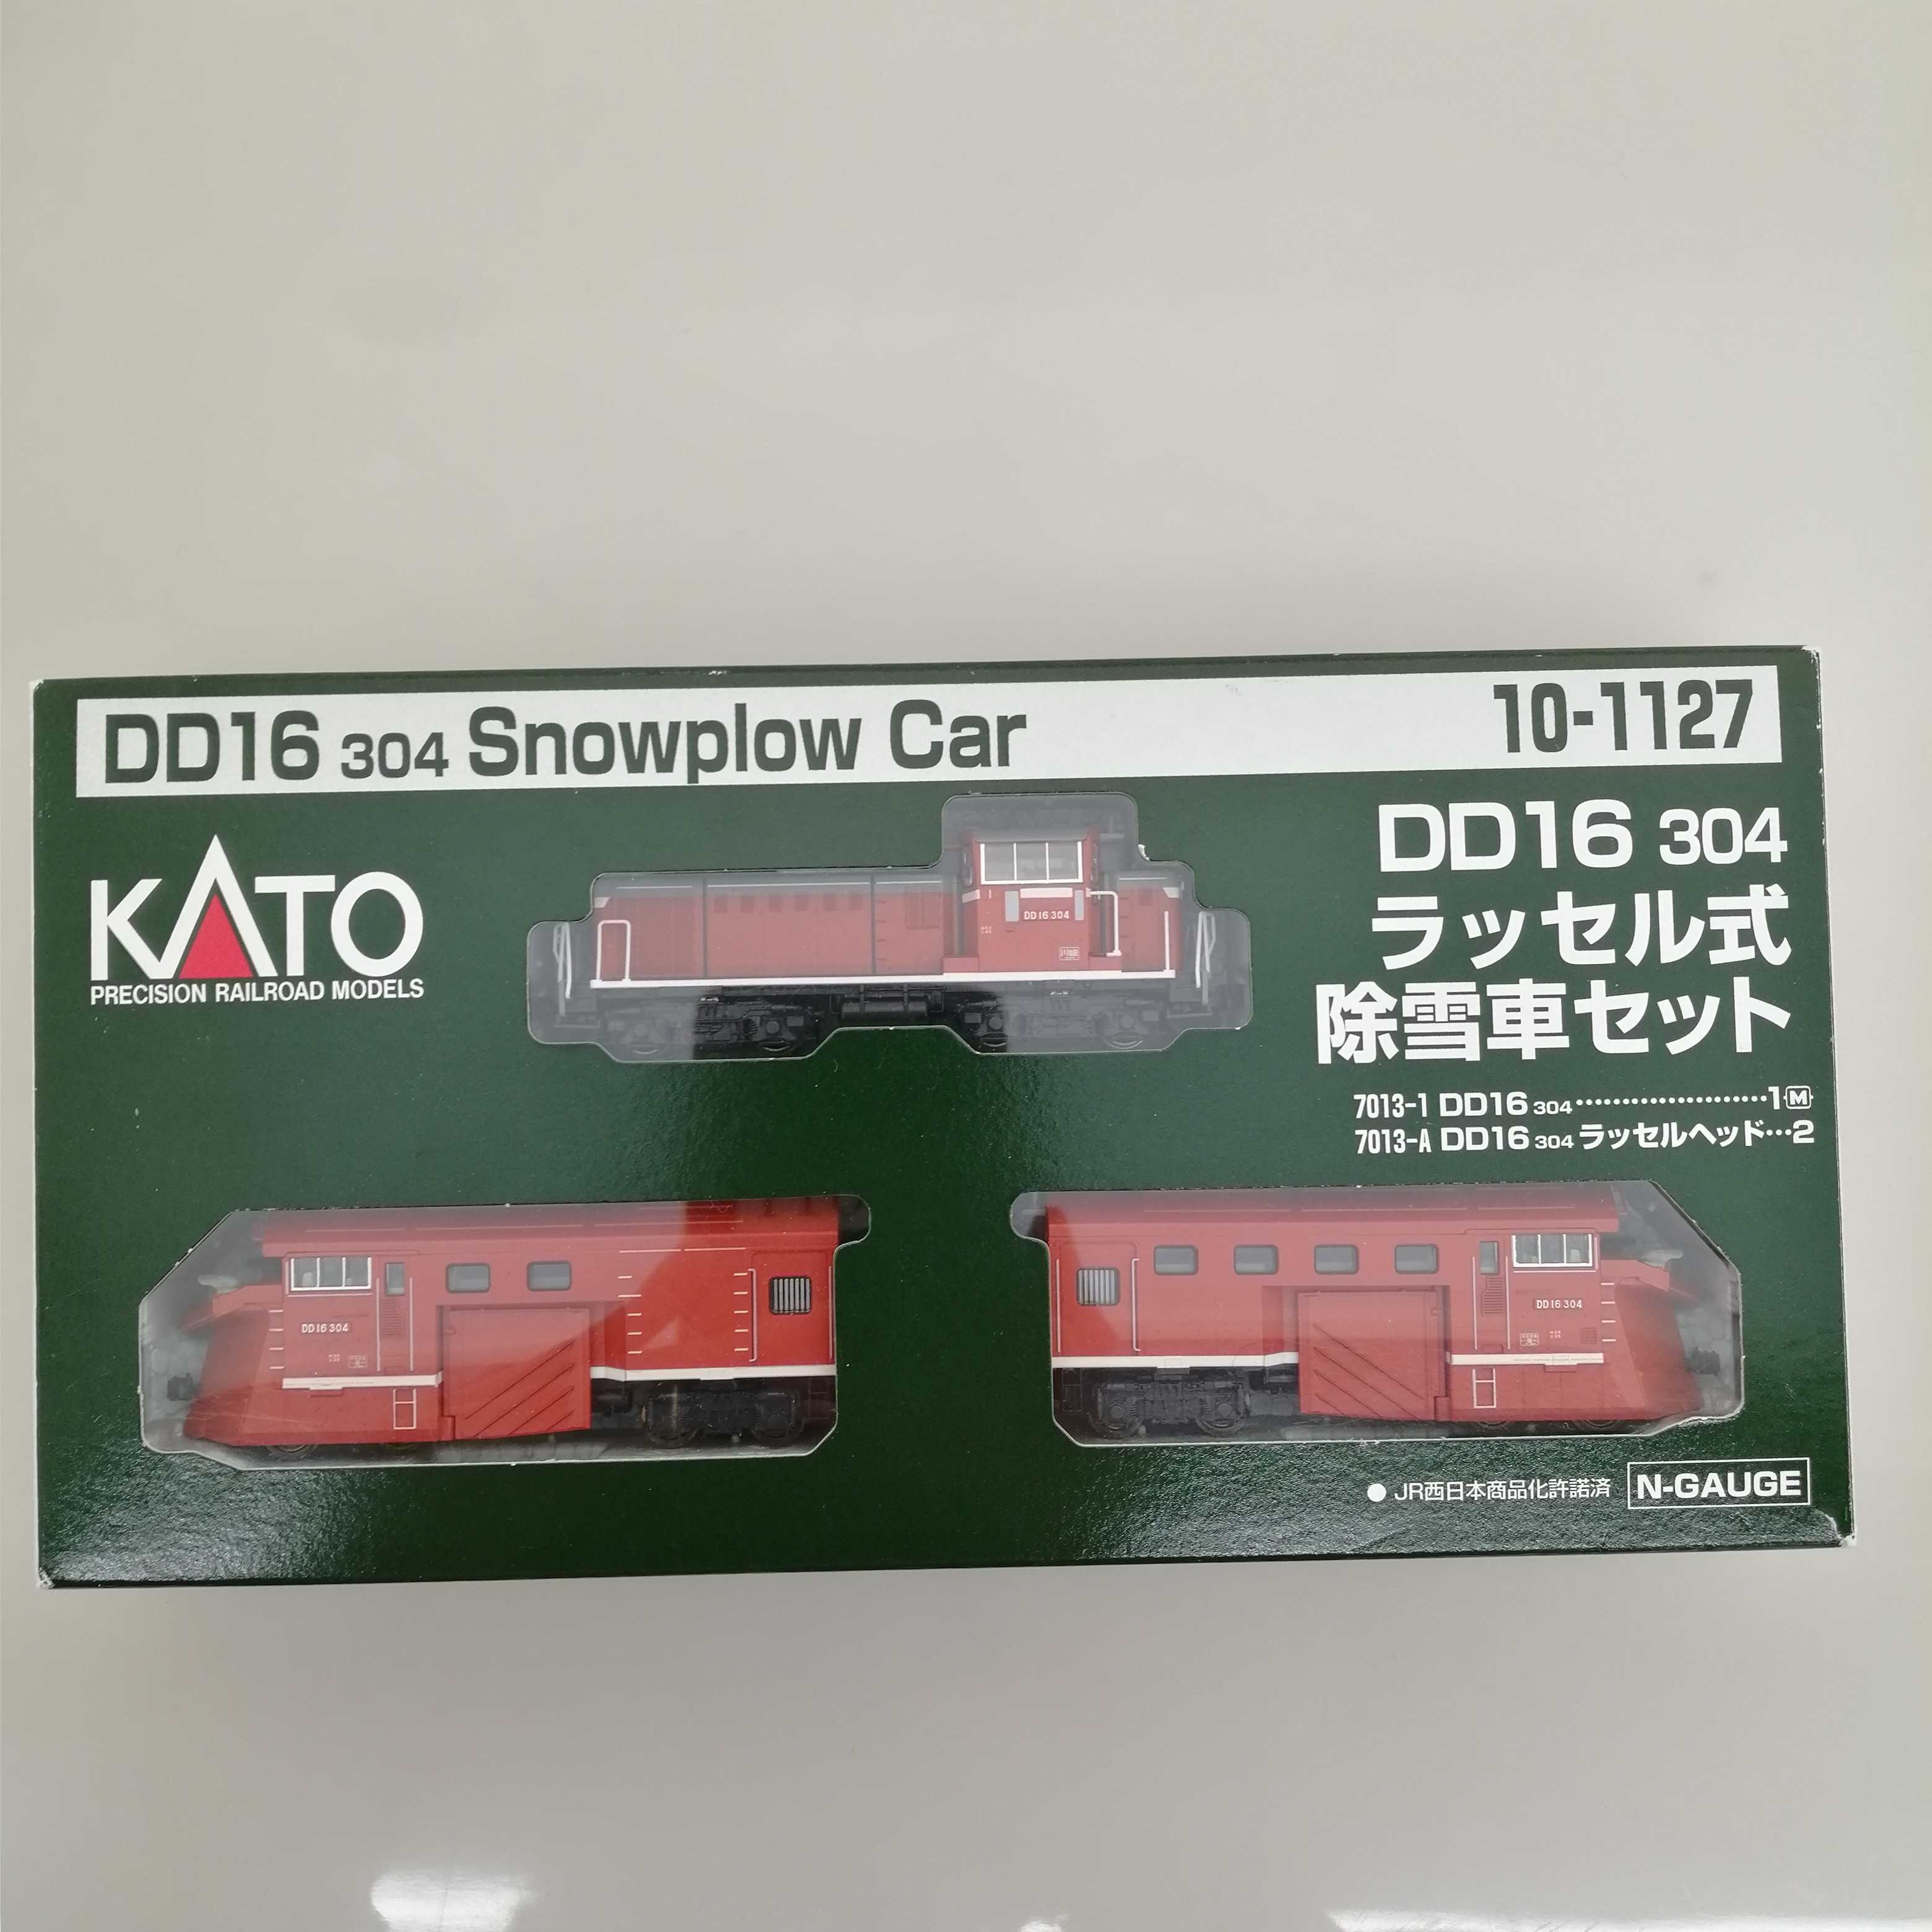 DD16 304 Snowplow Car
10-1127
KATO
PRECISION RAILROAD MODELS
DD16 304
ラッセル式
除雪車セット
7013-1 DD16 304 ‥‥‥‥‥‥‥‥‥‥ 1 M
7013-A DD16 304 ラッセルヘッド…2
DD16 304
DD16 304
DD16 304
● JR西日本商品化許諾済
N-GAUGE